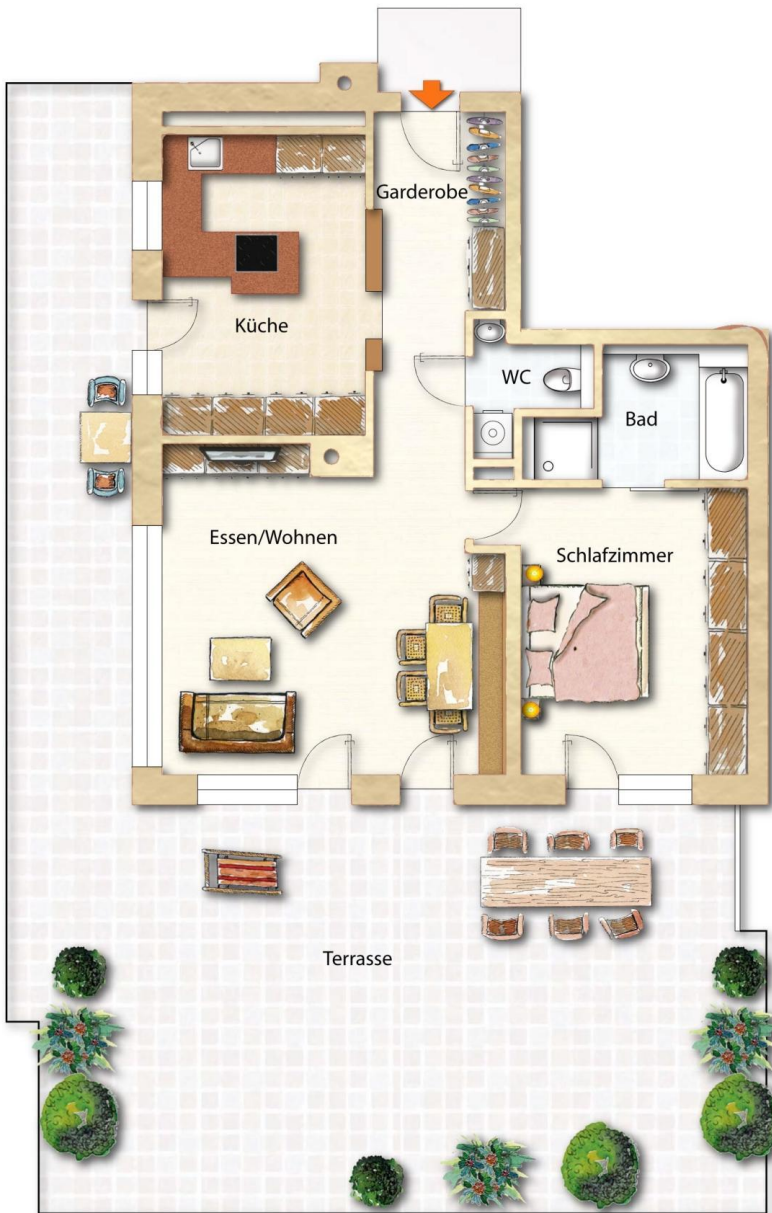 Garderobe
Küche
WC
Bad
Essen/Wohnen
Schlafzimmer
Terrasse